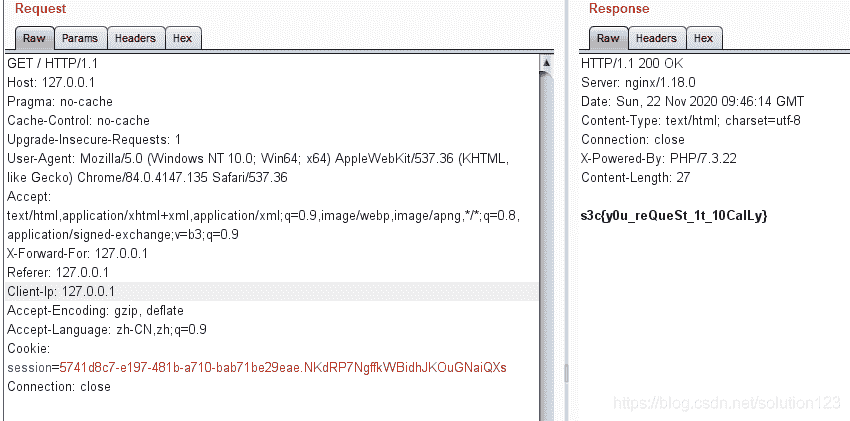 Request
Raw Params Headers Hex
GET / HTTP/1.1
Host: 127.0.0.1
Pragma: no-cache
Cache-Control: no-cache
Upgrade-Insecure-Requests: 1
User-Agent: Mozilla/5.0 (Windows NT 10.0; Win64; x64) AppleWebKit/537.36 (KHTML,
like Gecko) Chrome/84.0.4147.135 Safari/537.36
Accept:
text/html,application/xhtml+xml,application/xml;q=0.9,image/webp,image/apng,*/*;q=0.8,
application/signed-exchange;v=b3;q=0.9
X-Forward-For: 127.0.0.1
Referer: 127.0.0.1
Client-Ip: 127.0.0.1
Accept-Encoding: gzip, deflate
Accept-Language: zh-CN,zh;q=0.9
Cookie:
session=5741d8c7-e197-481b-a710-bab71be29eae.NKdRP7NgffkWBidhJKOuGNaiQXs
Connection: close
Response
Raw Headers Hex
HTTP/1.1 200 OK
Server: nginx/1.18.0
Date: Sun, 22 Nov 2020 09:46:14 GMT
Content-Type: text/html; charset=utf-8
Connection: close
X-Powered-By: PHP/7.3.22
Content-Length: 27
s3c{y0u_reQueSt_1t_10CalLy}
https://blog.csdn.net/solution123